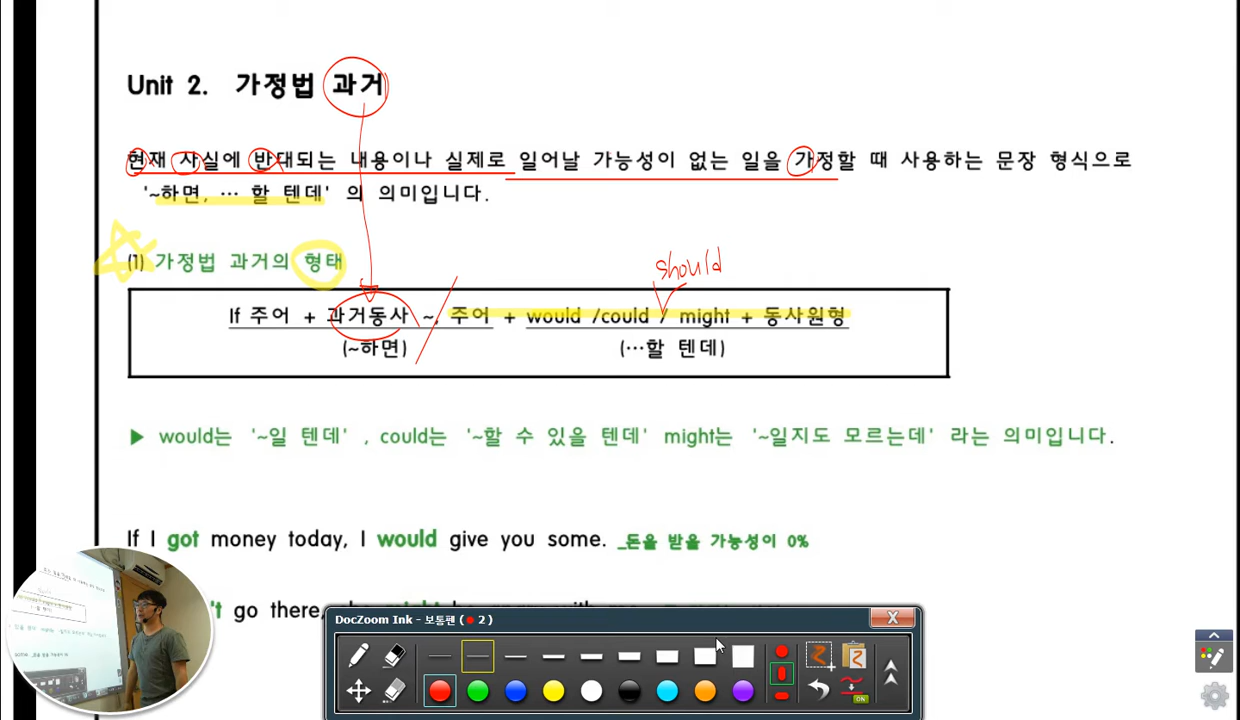 Unit 2. 가정법 과거
현재 사실에 반대되는 내용이나 실제로 일어날 가능성이 없는 일을 가정할 때 사용하는 문장 형식으로
'~하면, … 할 텐데' 의 의미입니다.
(1) 가정법 과거의 형태
should
If 주어 + 과거동사 ~, 주어 + would /could / might + 동사원형
(~하면) (…할 텐데)
▶ would는 '~일 텐데' , could는 '~할 수 있을 텐데' might는 '~일지도 모르는데' 라는 의미입니다.
If I got money today, I would give you some. _돈을 받을 가능성이 0%
't go there,
DocZoom Ink - 보통펜 ( 2 )
ON